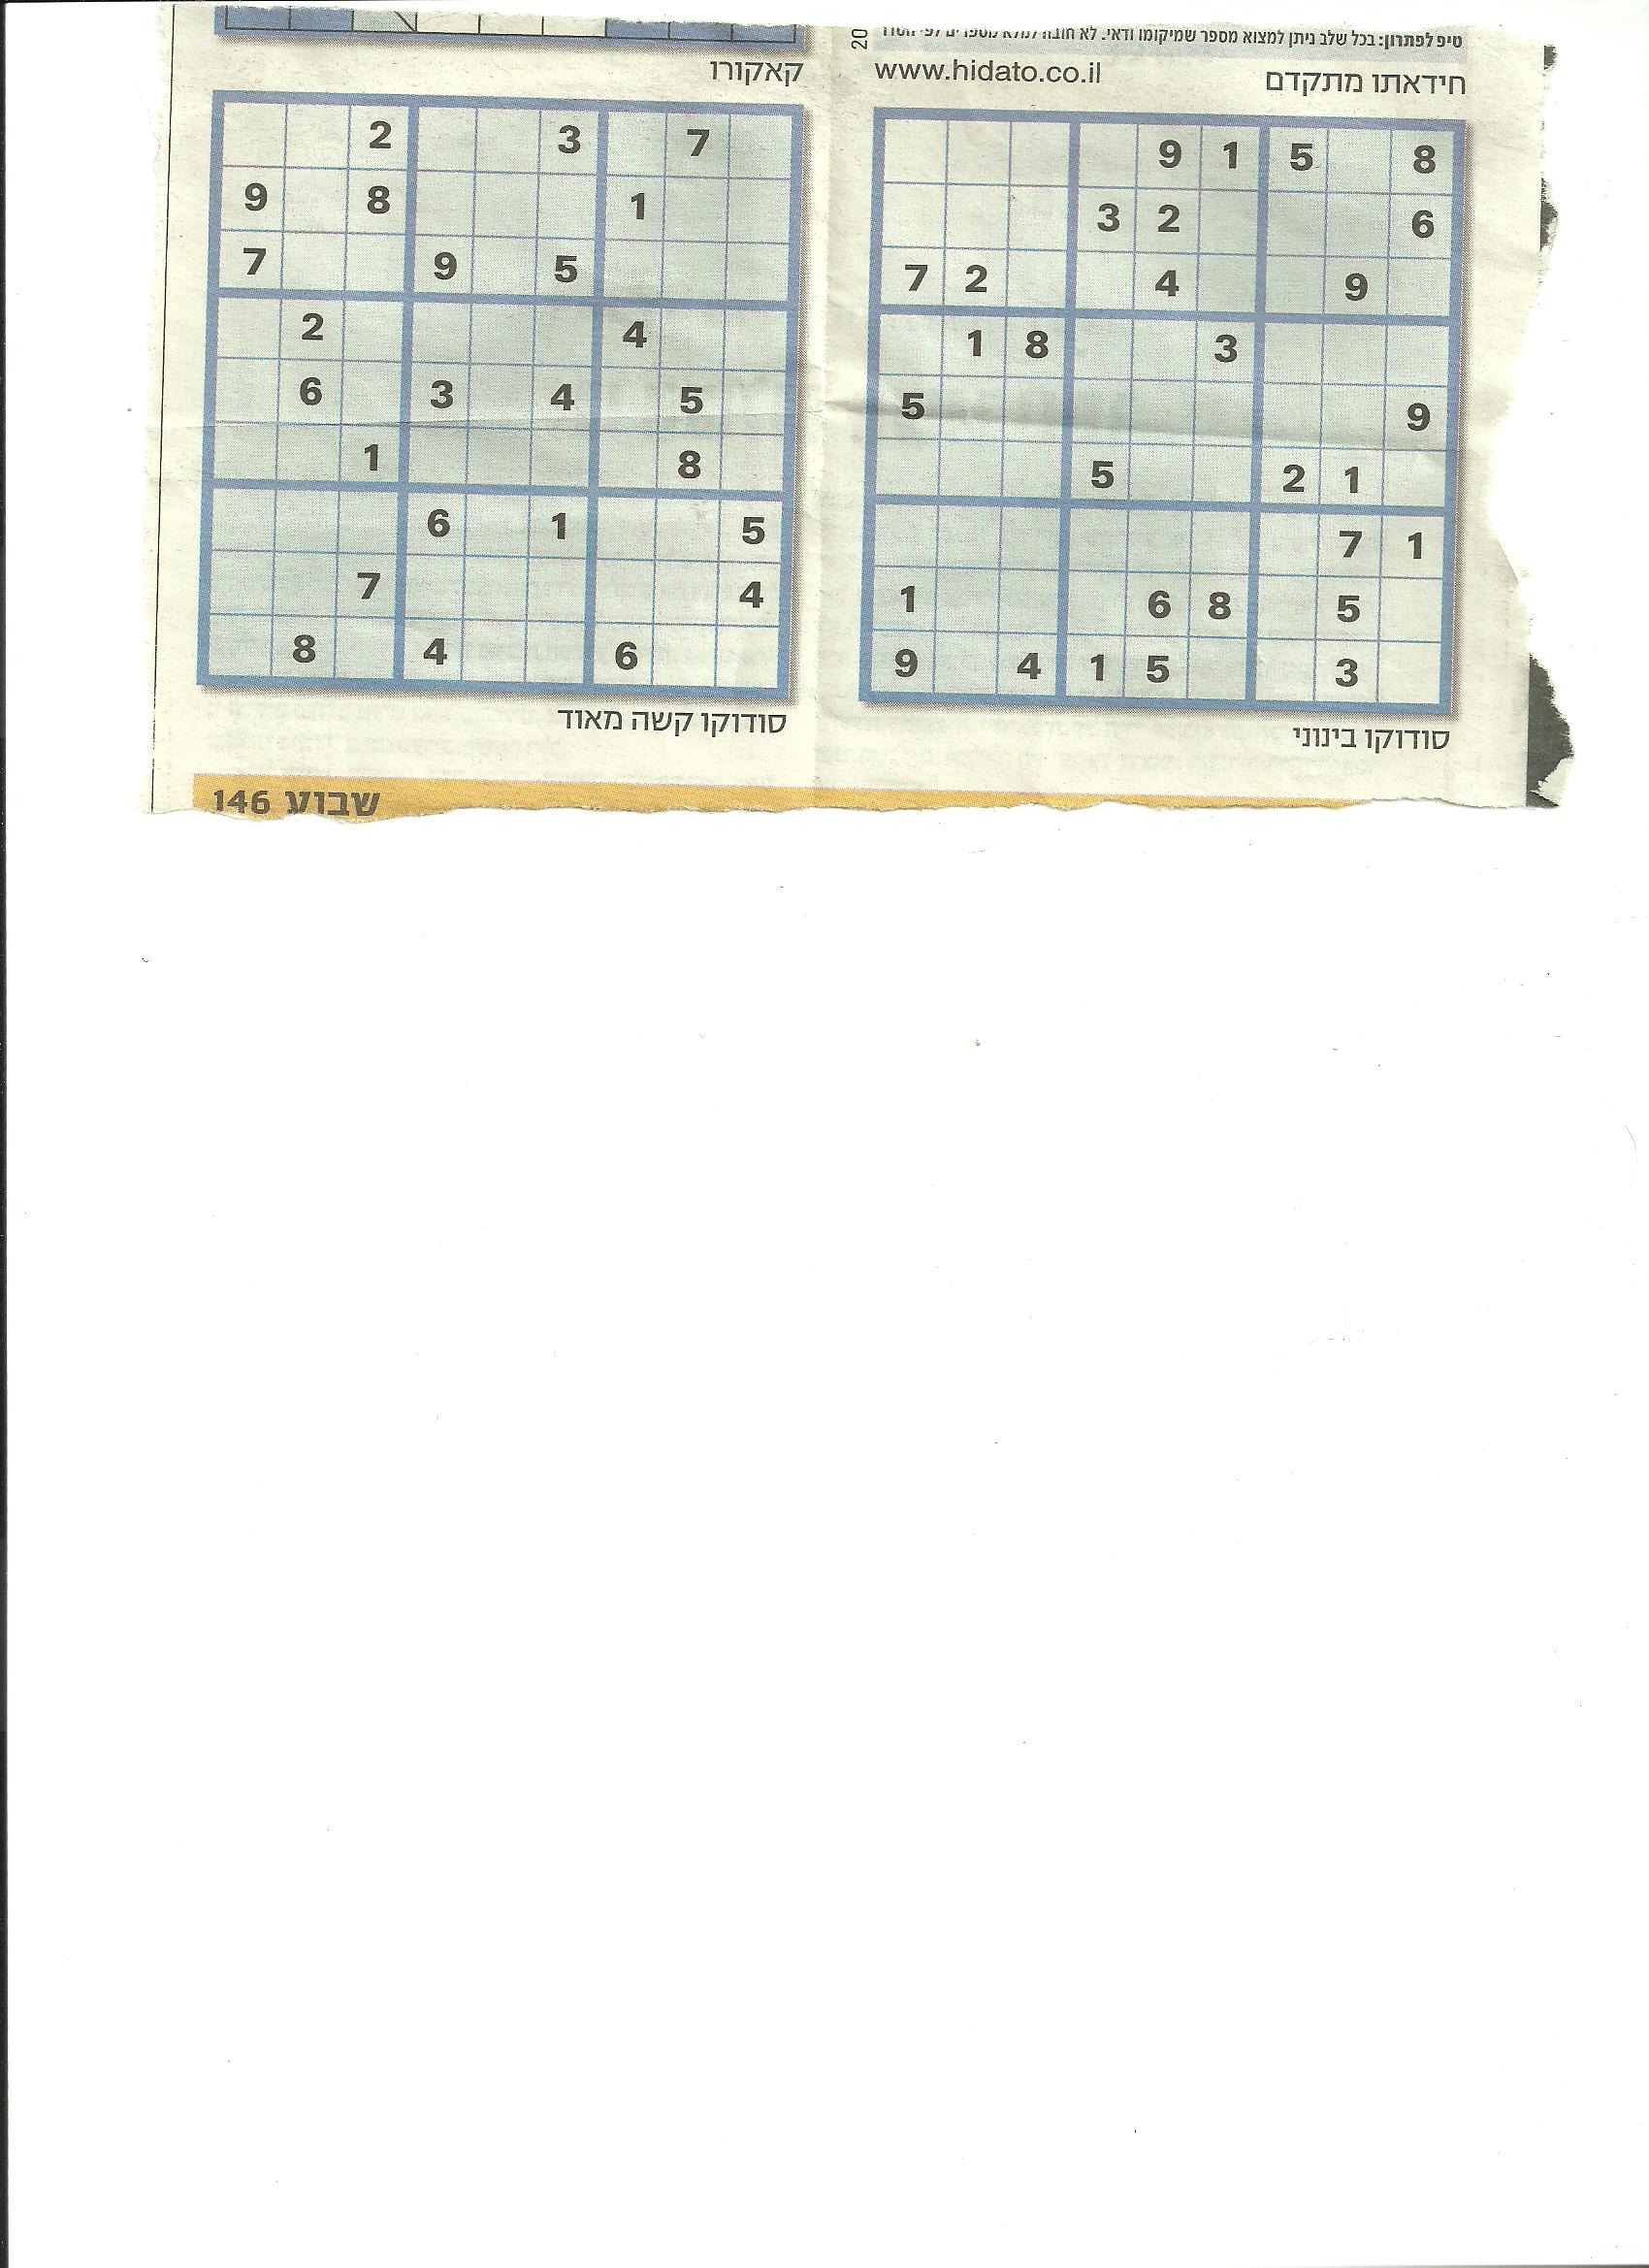 טיפ לפתרון: בכל שלב ניתן למצוא מספר שמיקומו ודאי. לא חובה למלא מספרים לפי הסדר
20
חידאתו מתקדם www.hidato.co.il
קאקורו
9 1 5 8
3 2 6
7 2 4 9
1 8 3
5 9
5 2 1
7 1
1 6 8 5
9 4 1 5 3
סודוקו בינוני
2 3 7
9 8 1
7 9 5
2 4
6 3 4 5
1 8
6 1 5
7 4
8 4 6
סודוקו קשה מאוד
שבוע 146